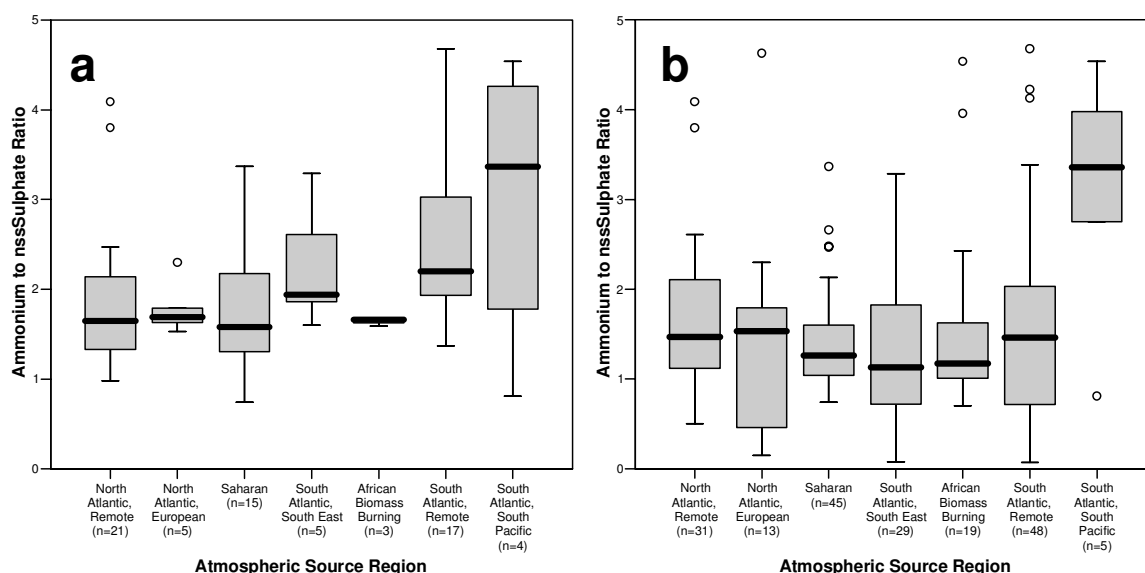 a
Ammonium to nssSulphate Ratio
5
4
3
2
1
0
North
Atlantic,
Remote
(n=21)
North
Atlantic,
European
(n=5)
Saharan
(n=15)
South
Atlantic,
South East
(n=5)
African
Biomass
Burning
(n=3)
South
Atlantic,
Remote
(n=17)
South
Atlantic,
South
Pacific
(n=4)
Atmospheric Source Region
b
Ammonium to nssSulphate Ratio
5
4
3
2
1
0
North
Atlantic,
Remote
(n=31)
North
Atlantic,
European
(n=13)
Saharan
(n=45)
South
Atlantic,
South East
(n=29)
African
Biomass
Burning
(n=19)
South
Atlantic,
Remote
(n=48)
South
Atlantic,
South
Pacific
(n=5)
Atmospheric Source Region